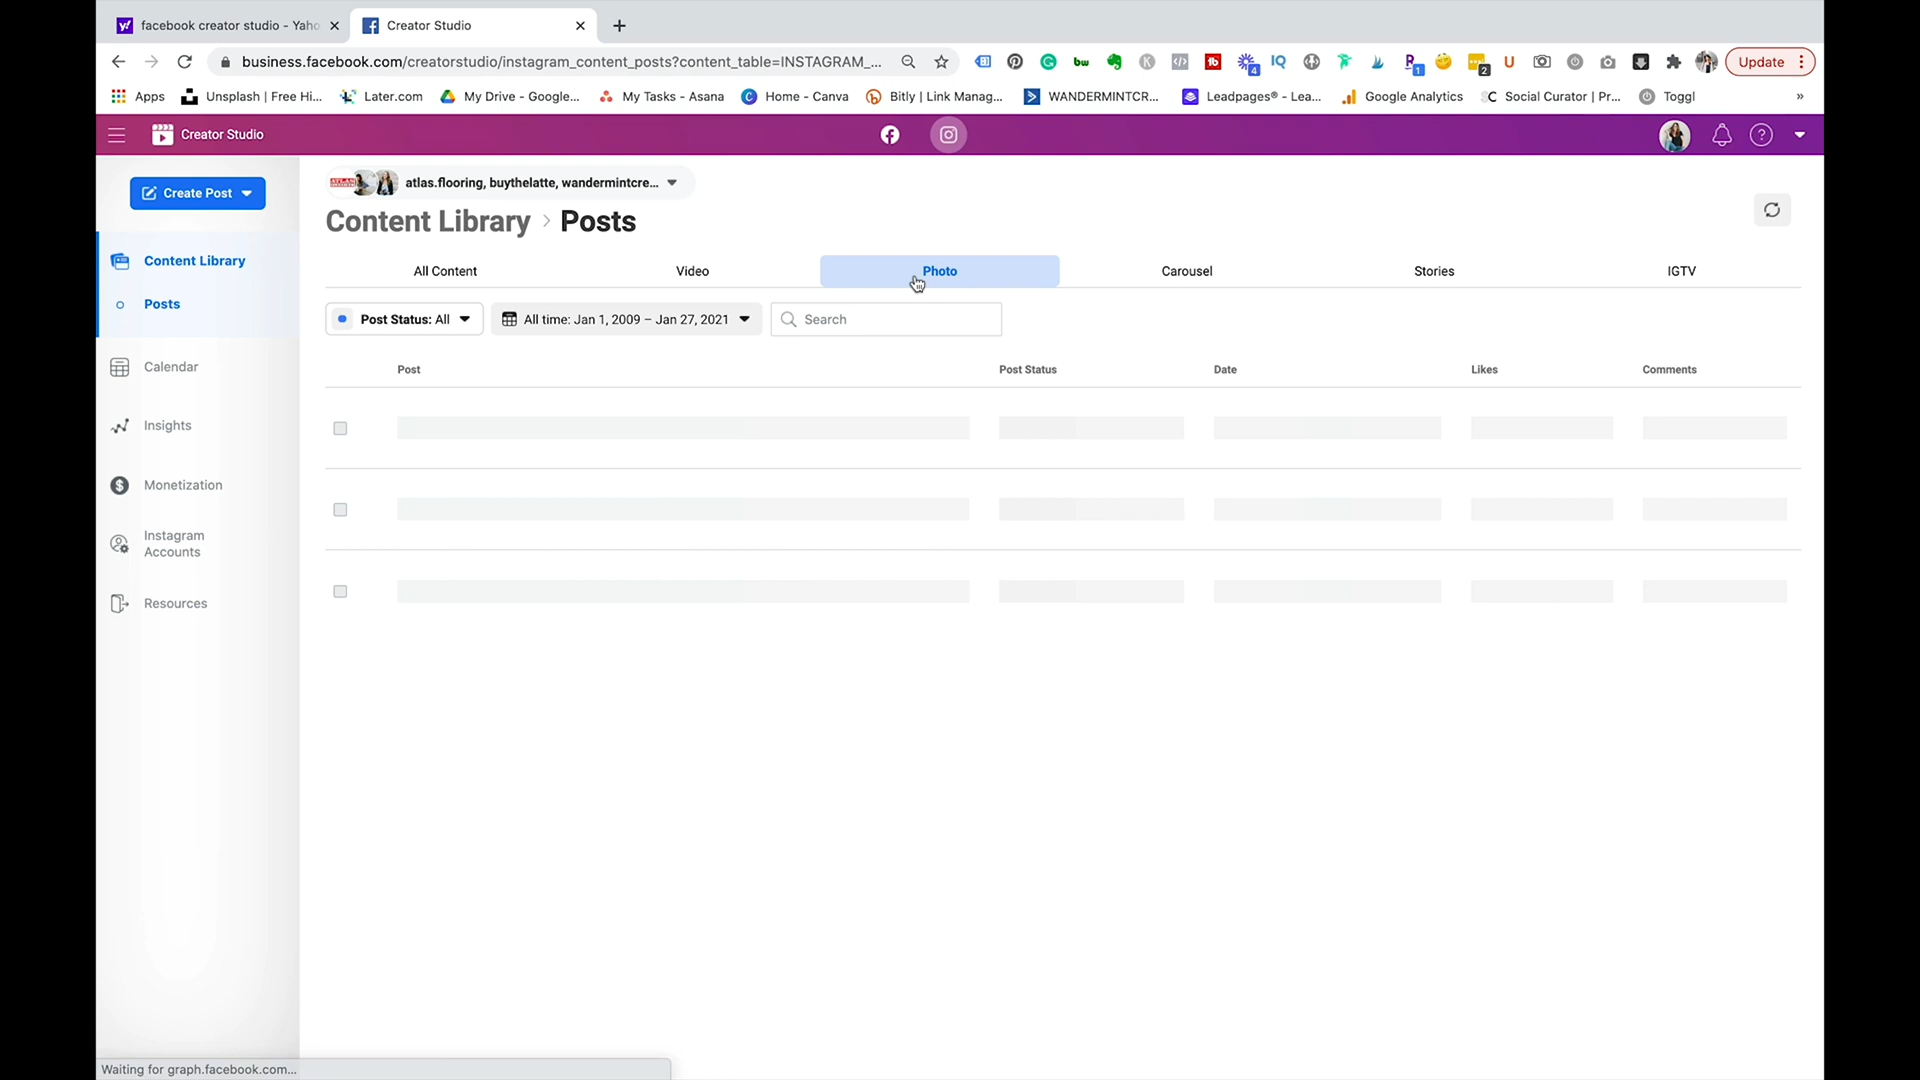 facebook creator studio - Yaho
Creator Studio
business.facebook.com/creatorstudio/instagram_content_posts?content_table=INSTAGRAM_...
Update
Apps
Unsplash | Free Hi...
Later.com
My Drive - Google...
My Tasks - Asana
Home - Canva
Bitly | Link Manag...
WANDERMINTCR...
Leadpages® - Lea...
Google Analytics
Social Curator | Pr...
Toggl
»
Creator Studio
Create Post
atlas.flooring, buythelatte, wandermintcre...
Content Library > Posts
Content Library
Posts
Calendar
Insights
Monetization
Instagram
Accounts
Resources
All Content
Video
Photo
Carousel
Stories
IGTV
Post Status: All
All time: Jan 1, 2009 – Jan 27, 2021
Search
Post
Post Status
Date
Likes
Comments
Waiting for graph.facebook.com...